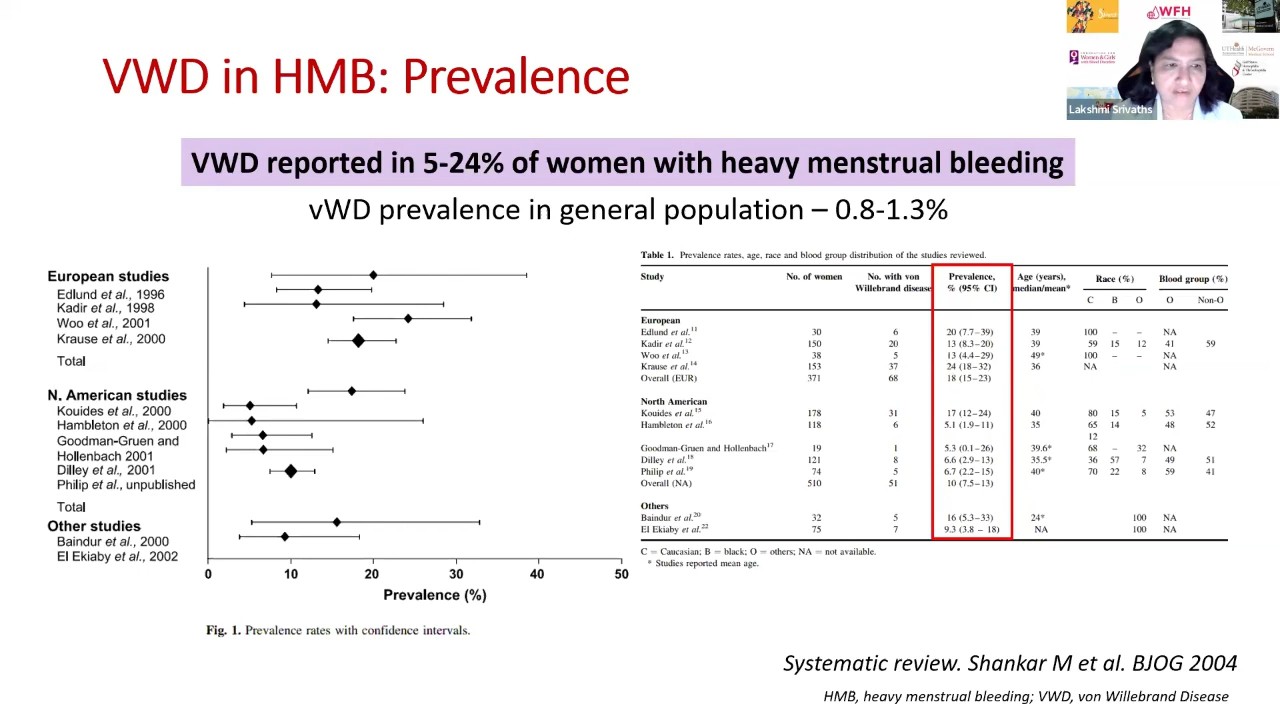 VWD in HMB: Prevalence
WFH
Women & Girls
UTHealth
McGovern
Lakshmi Srivaths
VWD reported in 5-24% of women with heavy menstrual bleeding
vWD prevalence in general population – 0.8-1.3%
European studies
Edlund et al., 1996
Kadir et al., 1998
Woo et al., 2001
Krause et al., 2000
Total
N. American studies
Kouides et al., 2000
Hambleton et al., 2000
Goodman-Gruen and
Hollenbach 2001
Dilley et al., 2001
Philip et al., unpublished
Total
Other studies
Baindur et al., 2000
El Ekiaby et al., 2002
0 10 20 30 40 50
Prevalence (%)
Fig. 1. Prevalence rates with confidence intervals.
Table 1. Prevalence rates, age, race and blood group distribution of the studies reviewed.
Study No. of women No. with von Prevalence, Age (years), Race (%) Blood group (%)
Willebrand disease % (95% CI) median/mean*
C B O O Non-O
European
Edlund et al.11 30 6 20 (7.7–39) 39 100 – – NA
Kadir et al.12 150 20 13 (8.3–20) 39 59 15 12 41 59
Woo et al.13 38 5 13 (4.4–29) 49* 100 – – NA
Krause et al.14 153 37 24 (18–32) 36 NA NA
Overall (EUR) 371 68 18 (15–23)
North American
Kouides et al.15 178 31 17 (12–24) 40 80 15 5 53 47
Hambleton et al.16 118 6 5.1 (1.9–11) 35 65 14 48 52
12
Goodman-Gruen and Hollenbach17 19 1 5.3 (0.1–26) 39.6* 68 – 32 NA
Dilley et al.18 121 8 6.6 (2.9–13) 35.5* 36 57 7 49 51
Philip et al.19 74 5 6.7 (2.2–15) 40* 70 22 8 59 41
Overall (NA) 510 51 10 (7.5–13)
Others
Baindur et al.20 32 5 16 (5.3–33) 24* 100 NA
El Ekiaby et al.22 75 7 9.3 (3.8 – 18) NA 100 NA
C = Caucasian; B = black; O = others; NA = not available.
* Studies reported mean age.
Systematic review. Shankar M et al. BJOG 2004
HMB, heavy menstrual bleeding; VWD, von Willebrand Disease